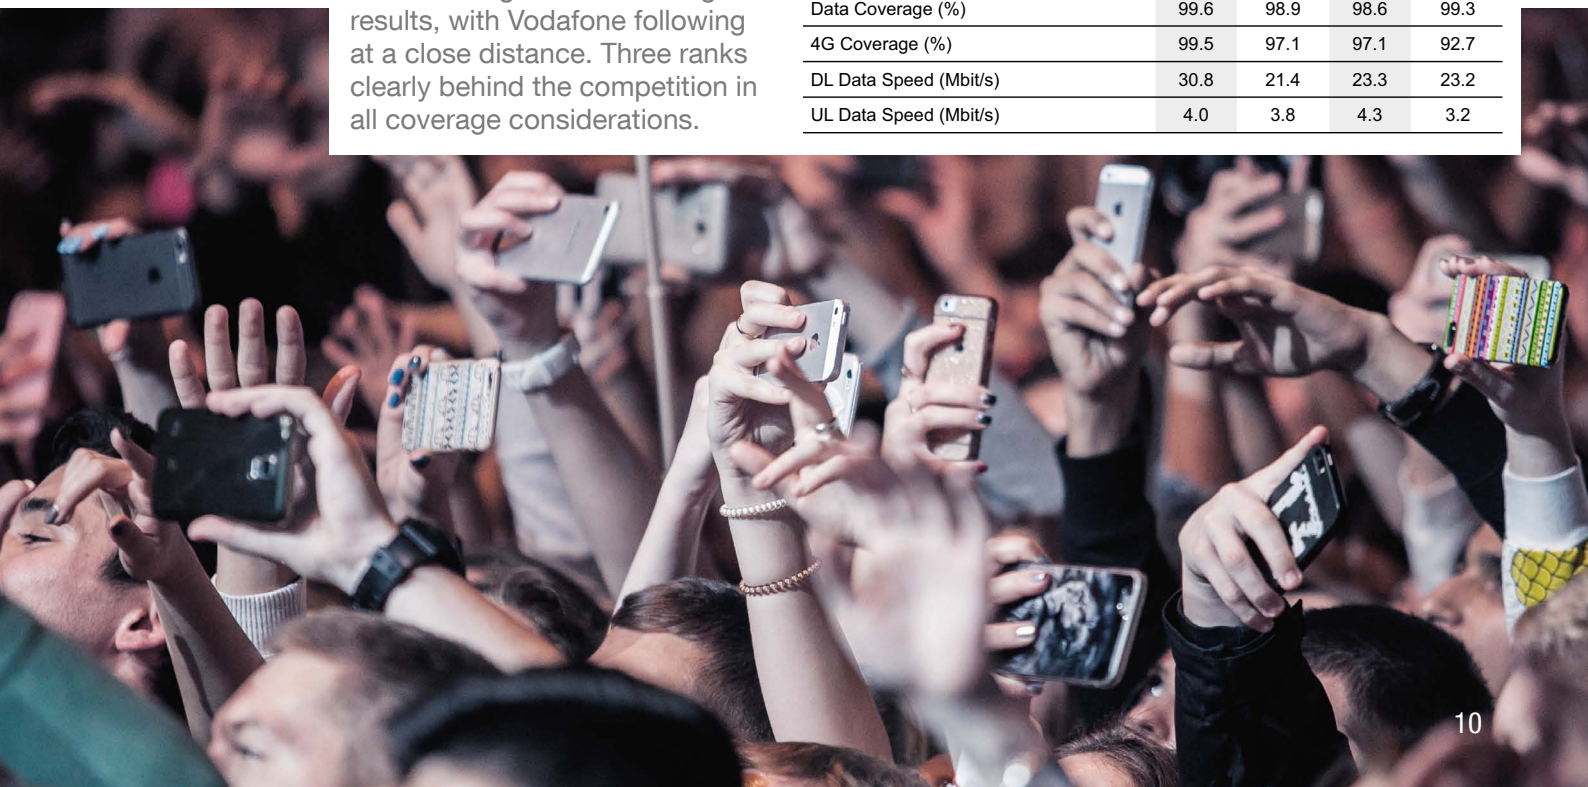 results, with Vodafone following
at a close distance. Three ranks
clearly behind the competition in
all coverage considerations.
Data Coverage (%) 99.6 98.9 98.6 99.3
4G Coverage (%) 99.5 97.1 97.1 92.7
DL Data Speed (Mbit/s) 30.8 21.4 23.3 23.2
UL Data Speed (Mbit/s) 4.0 3.8 4.3 3.2
10